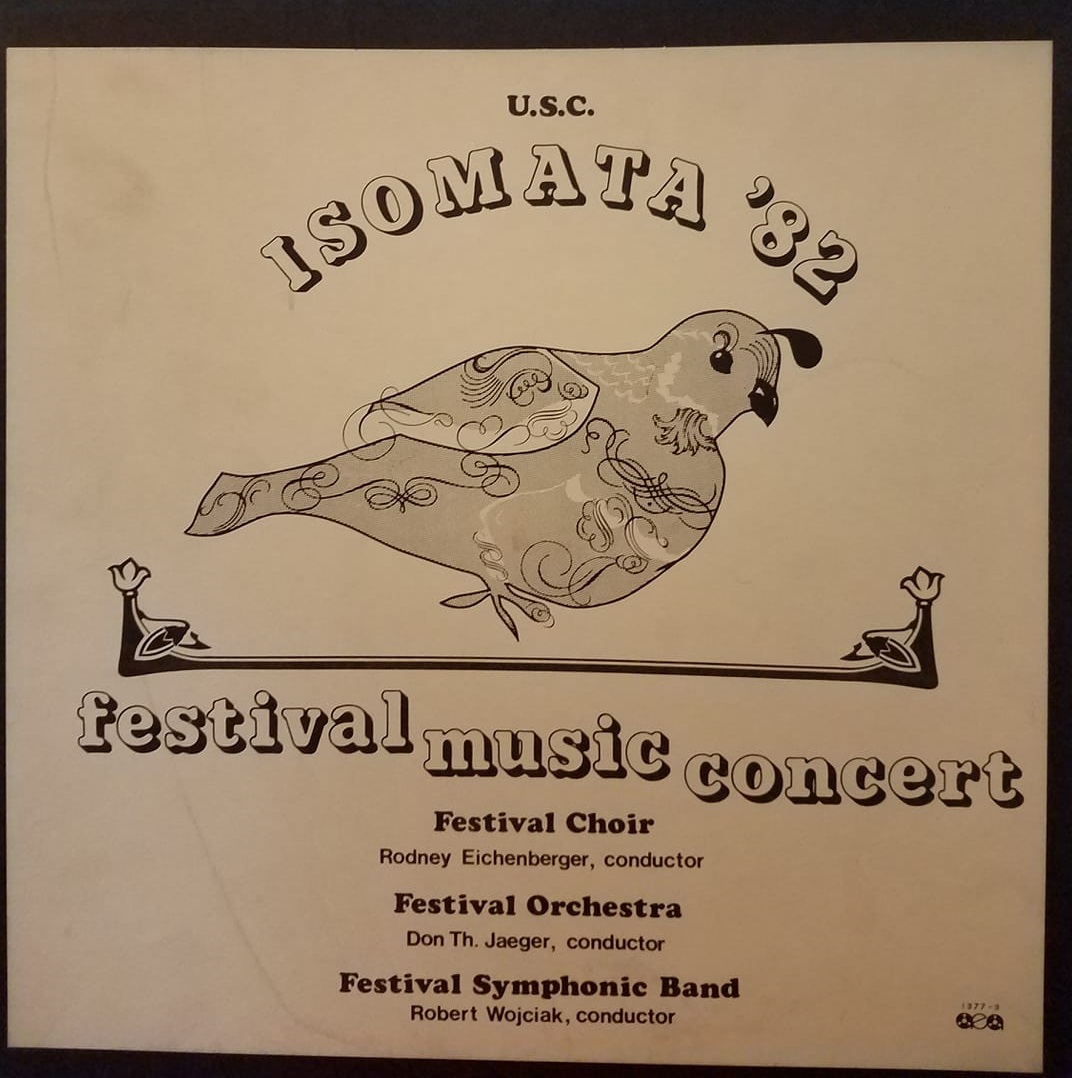 U.S.C.
ISOMATA '82
festival music concert
Festival Choir
Rodney Eichenberger, conductor
Festival Orchestra
Don Th. Jaeger, conductor
Festival Symphonic Band
Robert Wojciak, conductor
aea